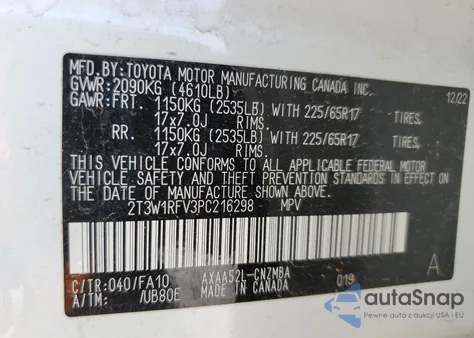 MFD. BY: TOYOTA MOTOR MANUFACTURING CANADA INC.
GVWR: 2090KG (4610LB) 12/22
GAWR: FRT. 1150KG (2535LB) WITH 225/65R17 TIRES,
17x7.0J RIMS.
RR. 1150KG (2535LB) WITH 225/65R17 TIRES,
17x7.0J RIMS.
THIS VEHICLE CONFORMS TO ALL APPLICABLE FEDERAL MOTOR
VEHICLE SAFETY AND THEFT PREVENTION STANDARDS IN EFFECT ON
THE DATE OF MANUFACTURE SHOWN ABOVE.
2T3W1RFV3PC216298 MPV
C/TR: 040/FA10 AXAA52L-CNZMBA 019 A
A/TM: /UB80E MADE IN CANADA
autoSnap
Pewne auta z aukcji USA i EU